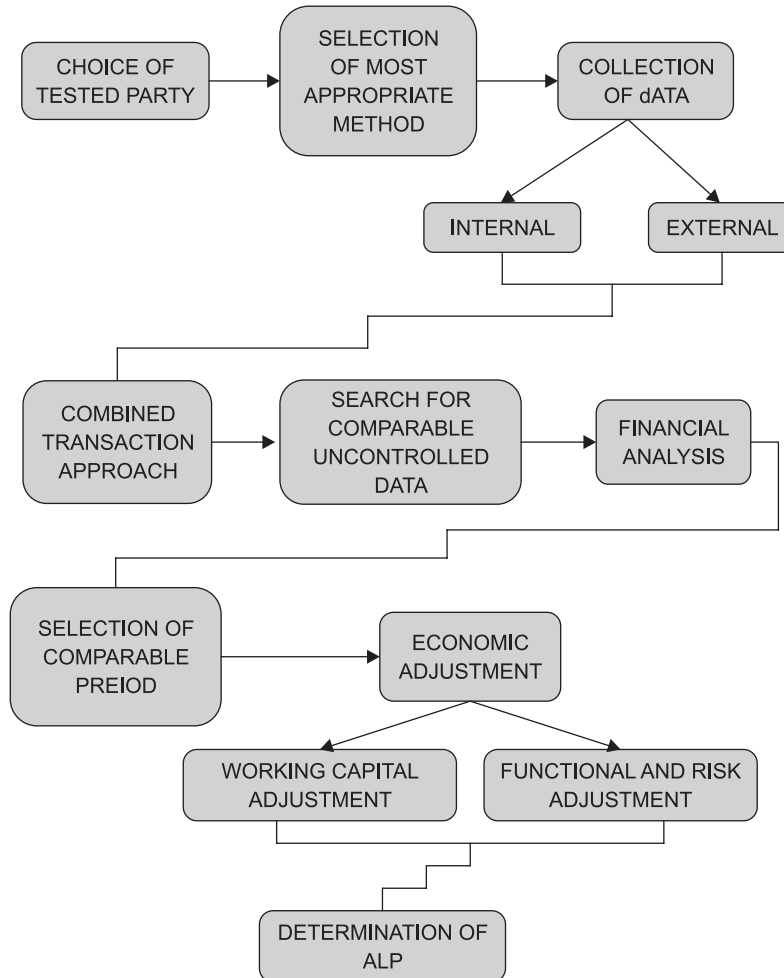 CHOICE OF
TESTED PARTY
SELECTION
OF MOST
APPROPRIATE
METHOD
COLLECTION
OF dATA
INTERNAL
EXTERNAL
COMBINED
TRANSACTION
APPROACH
SEARCH FOR
COMPARABLE
UNCONTROLLED
DATA
FINANCIAL
ANALYSIS
SELECTION OF
COMPARABLE
PREIOD
ECONOMIC
ADJUSTMENT
WORKING CAPITAL
ADJUSTMENT
FUNCTIONAL AND RISK
ADJUSTMENT
DETERMINATION OF
ALP